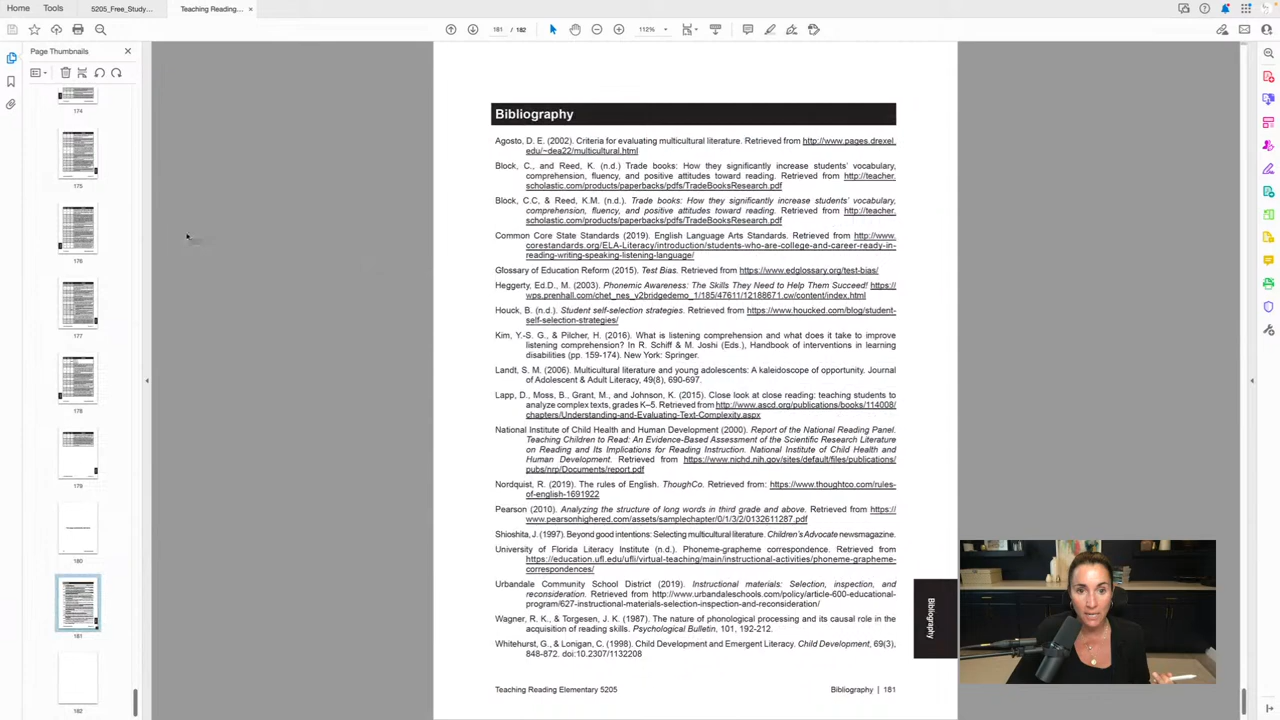 Home Tools 5205_Free_Study... Teaching Reading... ×
181 / 182 112%
Page Thumbnails ×
174
175
176
177
178
179
180
181
182
Bibliography
Agosto, D. E. (2002). Criteria for evaluating multicultural literature. Retrieved from http://www.pages.drexel.
edu/~dea22/multicultural.html
Block, C., and Reed, K. (n.d.) Trade books: How they significantly increase students' vocabulary,
comprehension, fluency, and positive attitudes toward reading. Retrieved from http://teacher.
scholastic.com/products/paperbacks/pdfs/TradeBooksResearch.pdf
Block, C.C, & Reed, K.M. (n.d.). Trade books: How they significantly increase students' vocabulary,
comprehension, fluency, and positive attitudes toward reading. Retrieved from http://teacher.
scholastic.com/products/paperbacks/pdfs/TradeBooksResearch.pdf
Common Core State Standards (2019). English Language Arts Standards. Retrieved from http://www.
corestandards.org/ELA-Literacy/introduction/students-who-are-college-and-career-ready-in-
reading-writing-speaking-listening-language/
Glossary of Education Reform (2015). Test Bias. Retrieved from https://www.edglossary.org/test-bias/
Heggerty, Ed.D., M. (2003). Phonemic Awareness: The Skills They Need to Help Them Succeed! https://
wps.prenhall.com/chet_nes_v2bridgedemo_1/185/47611/12188671.cw/content/index.html
Houck, B. (n.d.). Student self-selection strategies. Retrieved from https://www.houcked.com/blog/student-
self-selection-strategies/
Kim, Y.-S. G., & Pilcher, H. (2016). What is listening comprehension and what does it take to improve
listening comprehension? In R. Schiff & M. Joshi (Eds.), Handbook of interventions in learning
disabilities (pp. 159-174). New York: Springer.
Landt, S. M. (2006). Multicultural literature and young adolescents: A kaleidoscope of opportunity. Journal
of Adolescent & Adult Literacy, 49(8), 690-697.
Lapp, D., Moss, B., Grant, M., and Johnson, K. (2015). Close look at close reading: teaching students to
analyze complex texts, grades K–5. Retrieved from http://www.ascd.org/publications/books/114008/
chapters/Understanding-and-Evaluating-Text-Complexity.aspx
National Institute of Child Health and Human Development (2000). Report of the National Reading Panel.
Teaching Children to Read: An Evidence-Based Assessment of the Scientific Research Literature
on Reading and Its Implications for Reading Instruction. National Institute of Child Health and
Human Development. Retrieved from https://www.nichd.nih.gov/sites/default/files/publications/
pubs/nrp/Documents/report.pdf
Nordquist, R. (2019). The rules of English. ThoughCo. Retrieved from: https://www.thoughtco.com/rules-
of-english-1691922
Pearson (2010). Analyzing the structure of long words in third grade and above. Retrieved from https://
www.pearsonhighered.com/assets/samplechapter/0/1/3/2/0132611287.pdf
Shioshita, J. (1997). Beyond good intentions: Selecting multicultural literature. Children's Advocate newsmagazine.
University of Florida Literacy Institute (n.d.). Phoneme-grapheme correspondence. Retrieved from
https://education.ufl.edu/ufli/virtual-teaching/main/instructional-activities/phoneme-grapheme-
correspondences/
Urbandale Community School District (2019). Instructional materials: Selection, inspection, and
reconsideration. Retrieved from http://www.urbandaleschools.com/policy/article-600-educational-
program/627-instructional-materials-selection-inspection-and-reconsideration/
Wagner, R. K., & Torgesen, J. K. (1987). The nature of phonological processing and its causal role in the
acquisition of reading skills. Psychological Bulletin, 101, 192-212.
Whitehurst, G., & Lonigan, C. (1998). Child Development and Emergent Literacy. Child Development, 69(3),
848-872. doi:10.2307/1132208
Bibliography
Teaching Reading Elementary 5205 Bibliography | 181